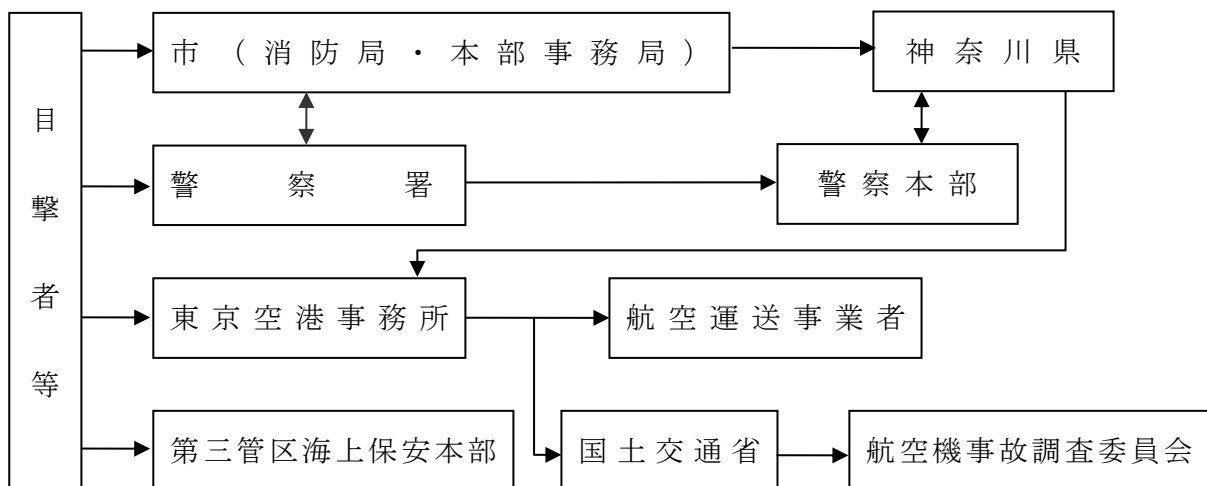 目撃者等
市(消防局・本部事務局)
神奈川県
警察署
警察本部
東京空港事務所
航空運送事業者
第三管区海上保安本部
国土交通省
航空機事故調査委員会